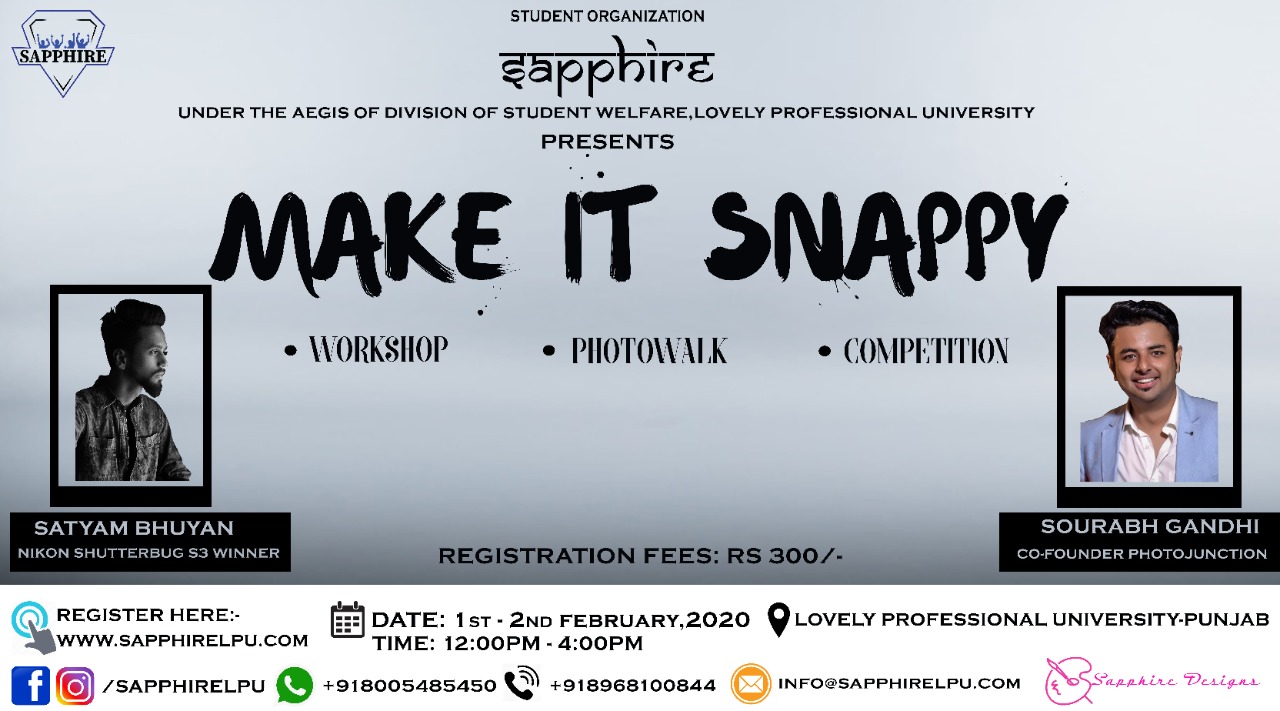 STUDENT ORGANIZATION
SAPPHIRE
sapphire
UNDER THE AEGIS OF DIVISION OF STUDENT WELFARE,LOVELY PROFESSIONAL UNIVERSITY
PRESENTS
MAKE IT SNAPPY
• WORKSHOP • PHOTOWALK • COMPETITION
SATYAM BHUYAN
NIKON SHUTTERBUG S3 WINNER
SOURABH GANDHI
CO-FOUNDER PHOTOJUNCTION
REGISTRATION FEES: RS 300/-
REGISTER HERE:-
WWW.SAPPHIRELPU.COM
DATE: 1ST - 2ND FEBRUARY,2020
TIME: 12:00PM - 4:00PM
LOVELY PROFESSIONAL UNIVERSITY-PUNJAB
/SAPPHIRELPU +918005485450 +918968100844 INFO@SAPPHIRELPU.COM
Sapphire Designs